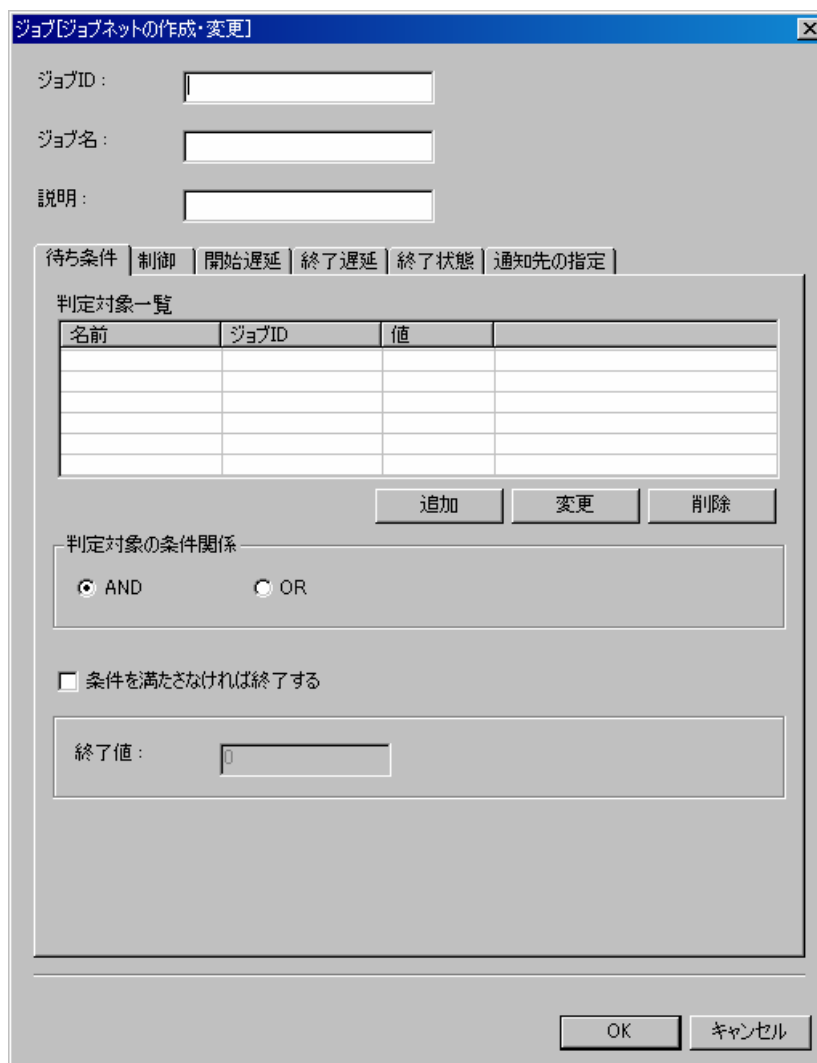 ジョブ[ジョブネットの作成・変更]
ジョブID：
ジョブ名：
説明：
待ち条件 制御 開始遅延 終了遅延 終了状態 通知先の指定
判定対象一覧
名前 ジョブID 値
追加 変更 削除
判定対象の条件関係
AND OR
条件を満たさなければ終了する
終了値： 0
OK キャンセル